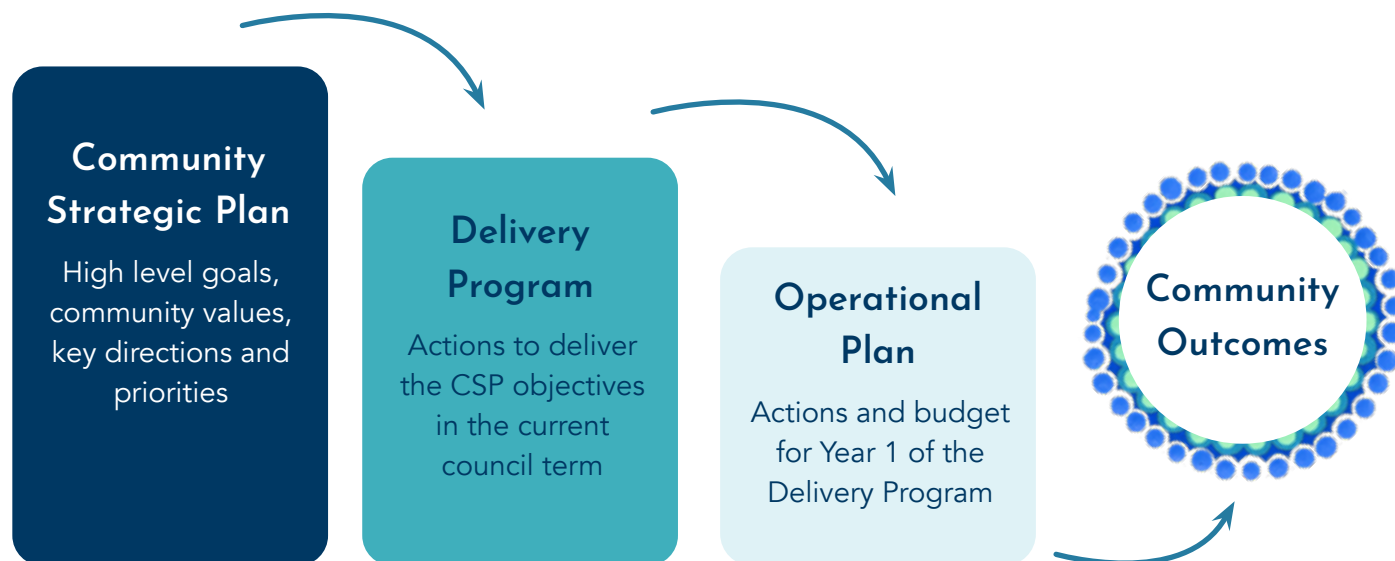 Community
Strategic Plan
High level goals,
community values,
key directions and
priorities
Delivery
Program
Actions to deliver
the CSP objectives
in the current
council term
Operational
Plan
Actions and budget
for Year 1 of the
Delivery Program
Community
Outcomes